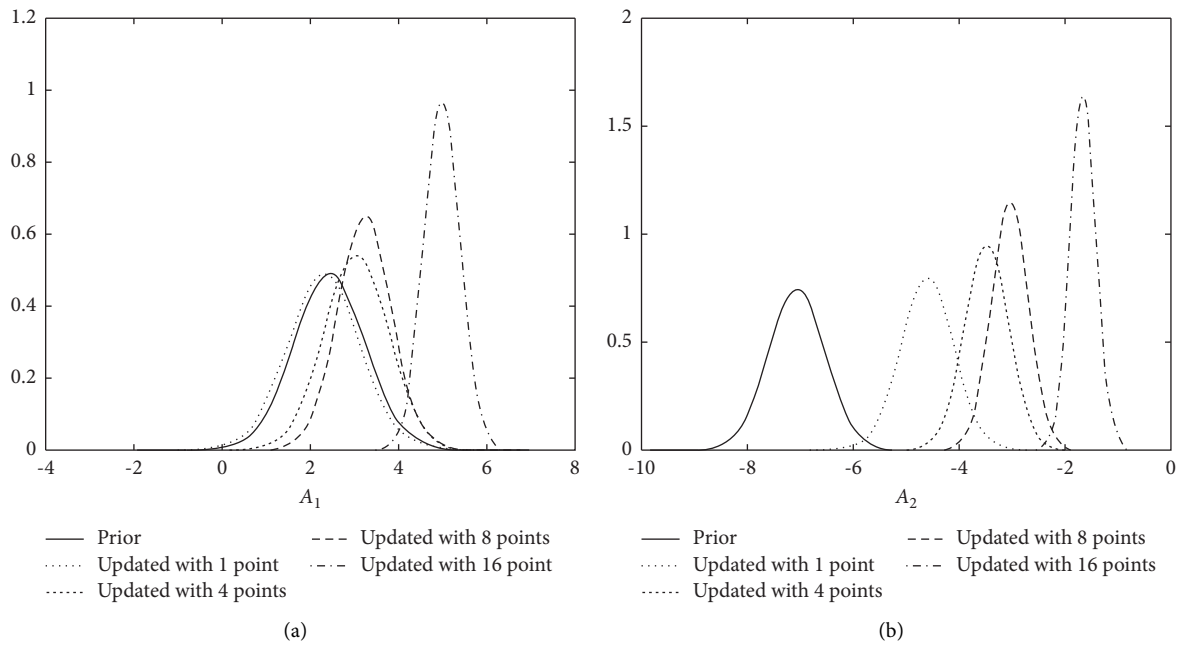 1.2
1
0.8
0.6
0.4
0.2
0
-4
-2
0
2
4
6
8
A1
Prior
Updated with 1 point
Updated with 4 points
Updated with 8 points
Updated with 16 point
(a)
2
1.5
1
0.5
0
-10
-8
-6
-4
-2
0
A2
Prior
Updated with 1 point
Updated with 4 points
Updated with 8 points
Updated with 16 points
(b)